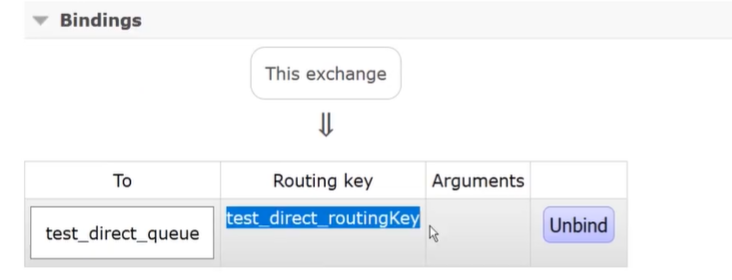 Bindings
This exchange
⇓
To Routing key Arguments
test_direct_queue test_direct_routingKey Unbind